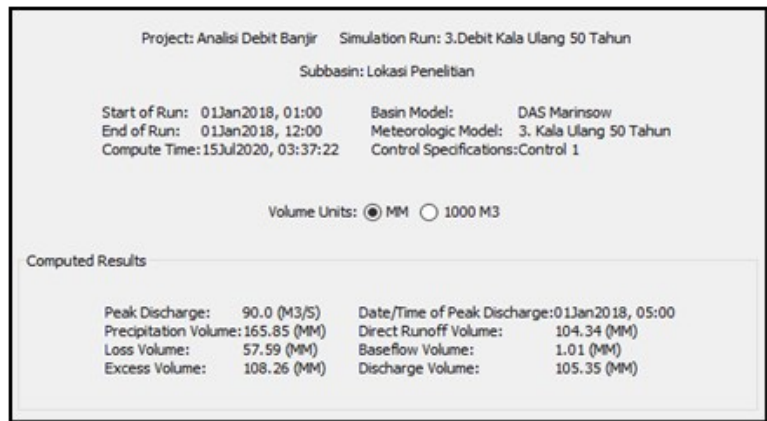 Project: Analisi Debit Banjir Simulation Run: 3.Debit Kala Ulang 50 Tahun
Subbasin: Lokasi Penelitian
Start of Run: 01Jan2018, 01:00 Basin Model: DAS Marinsow
End of Run: 01Jan2018, 12:00 Meteorologic Model: 3. Kala Ulang 50 Tahun
Compute Time:15Jul2020, 03:37:22 Control Specifications:Control 1
Volume Units: MM 1000 M3
Computed Results
Peak Discharge: 90.0 (M3/S) Date/Time of Peak Discharge:01Jan2018, 05:00
Precipitation Volume:165.85 (MM) Direct Runoff Volume: 104.34 (MM)
Loss Volume: 57.59 (MM) Baseflow Volume: 1.01 (MM)
Excess Volume: 108.26 (MM) Discharge Volume: 105.35 (MM)